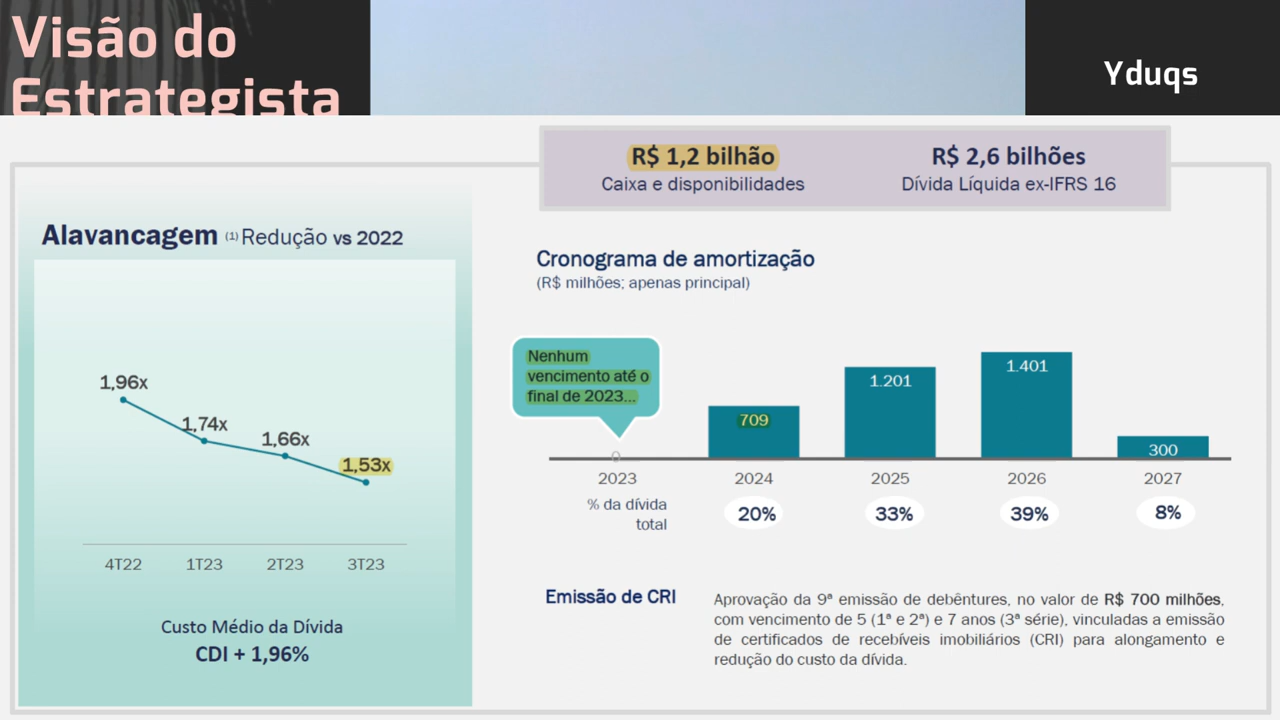 Visão do
Estrategista
Yduqs
R$ 1,2 bilhão
Caixa e disponibilidades
R$ 2,6 bilhões
Dívida Líquida ex-IFRS 16
Alavancagem (1) Redução vs 2022
1,96x
1,74x
1,66x
1,53x
4T22 1T23 2T23 3T23
Custo Médio da Dívida
CDI + 1,96%
Cronograma de amortização
(R$ milhões; apenas principal)
Nenhum
vencimento até o
final de 2023...
0
709
1.201
1.401
300
2023 2024 2025 2026 2027
% da dívida
total
20% 33% 39% 8%
Emissão de CRI
Aprovação da 9ª emissão de debêntures, no valor de R$ 700 milhões,
com vencimento de 5 (1ª e 2ª) e 7 anos (3ª série), vinculadas a emissão
de certificados de recebíveis imobiliários (CRI) para alongamento e
redução do custo da dívida.